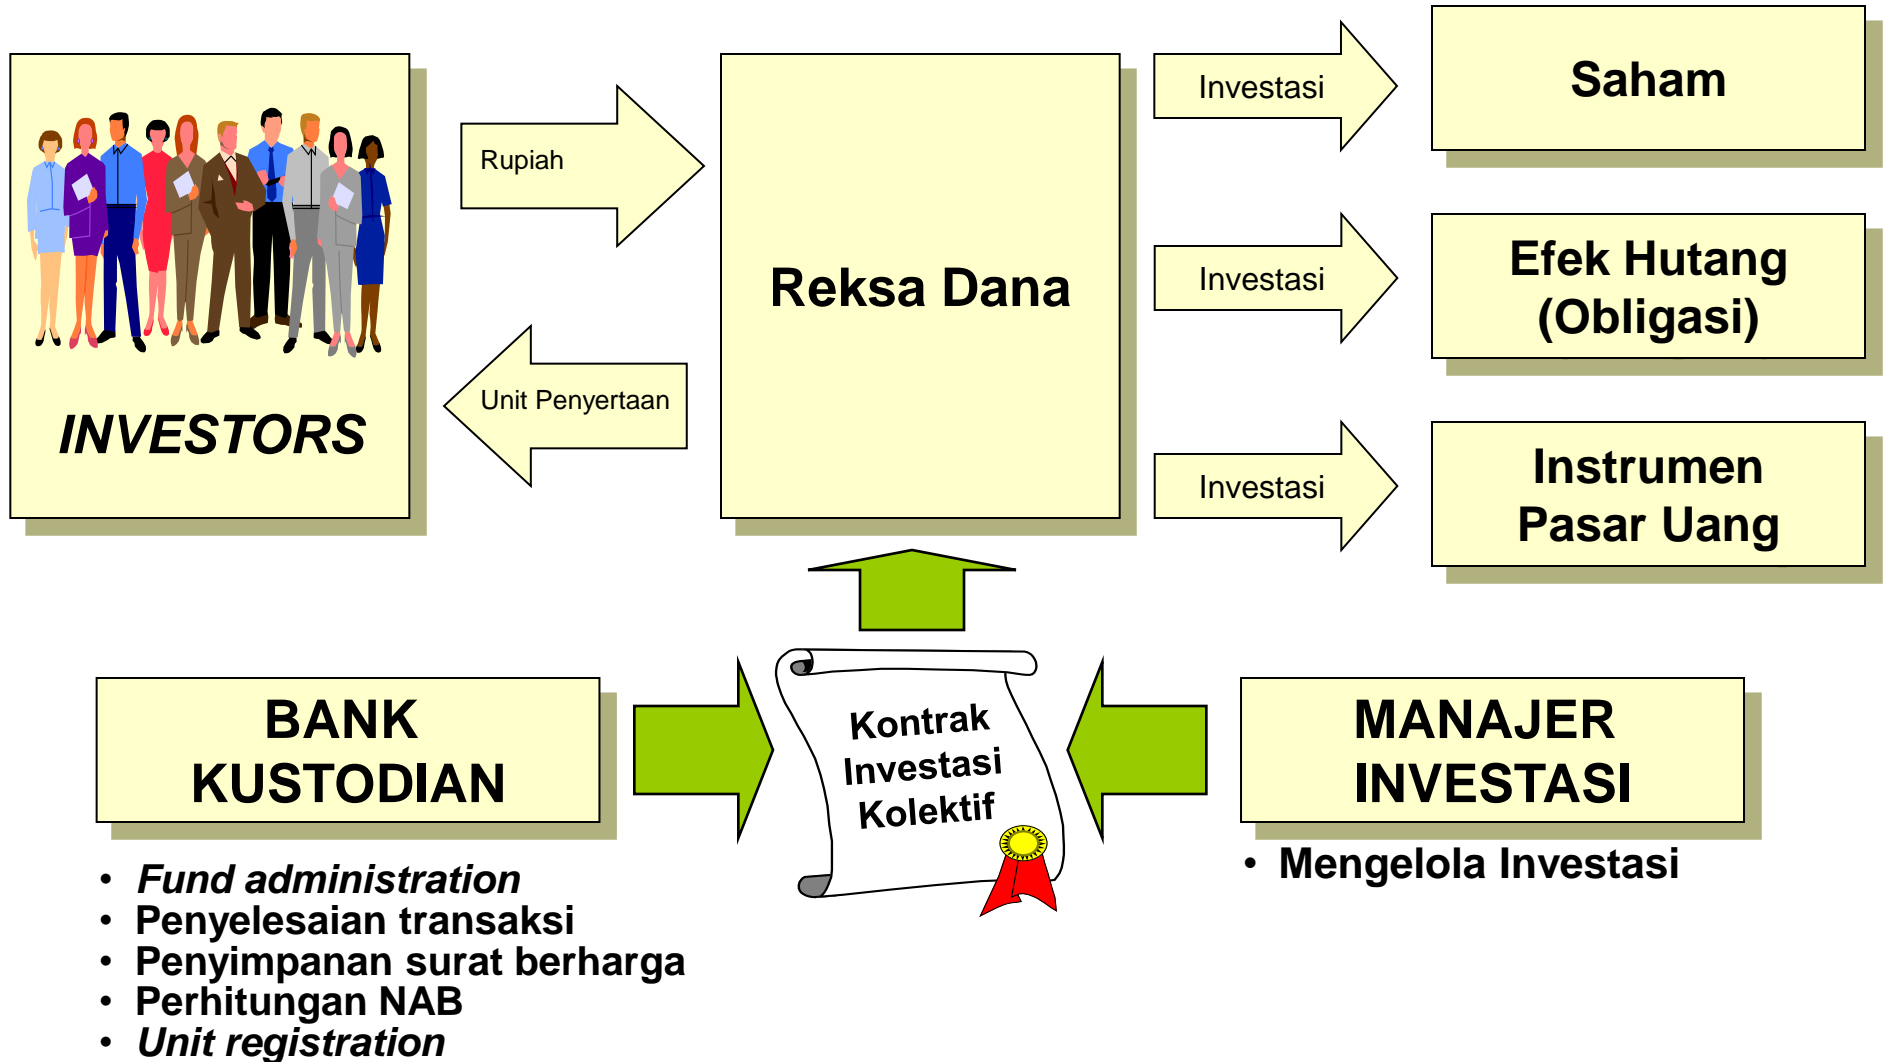 INVESTORS
Rupiah
Unit Penyertaan
Reksa Dana
Investasi
Saham
Investasi
Efek Hutang
(Obligasi)
Investasi
Instrumen
Pasar Uang
BANK
KUSTODIAN
• Fund administration
• Penyelesaian transaksi
• Penyimpanan surat berharga
• Perhitungan NAB
• Unit registration
Kontrak
Investasi
Kolektif
MANAJER
INVESTASI
• Mengelola Investasi